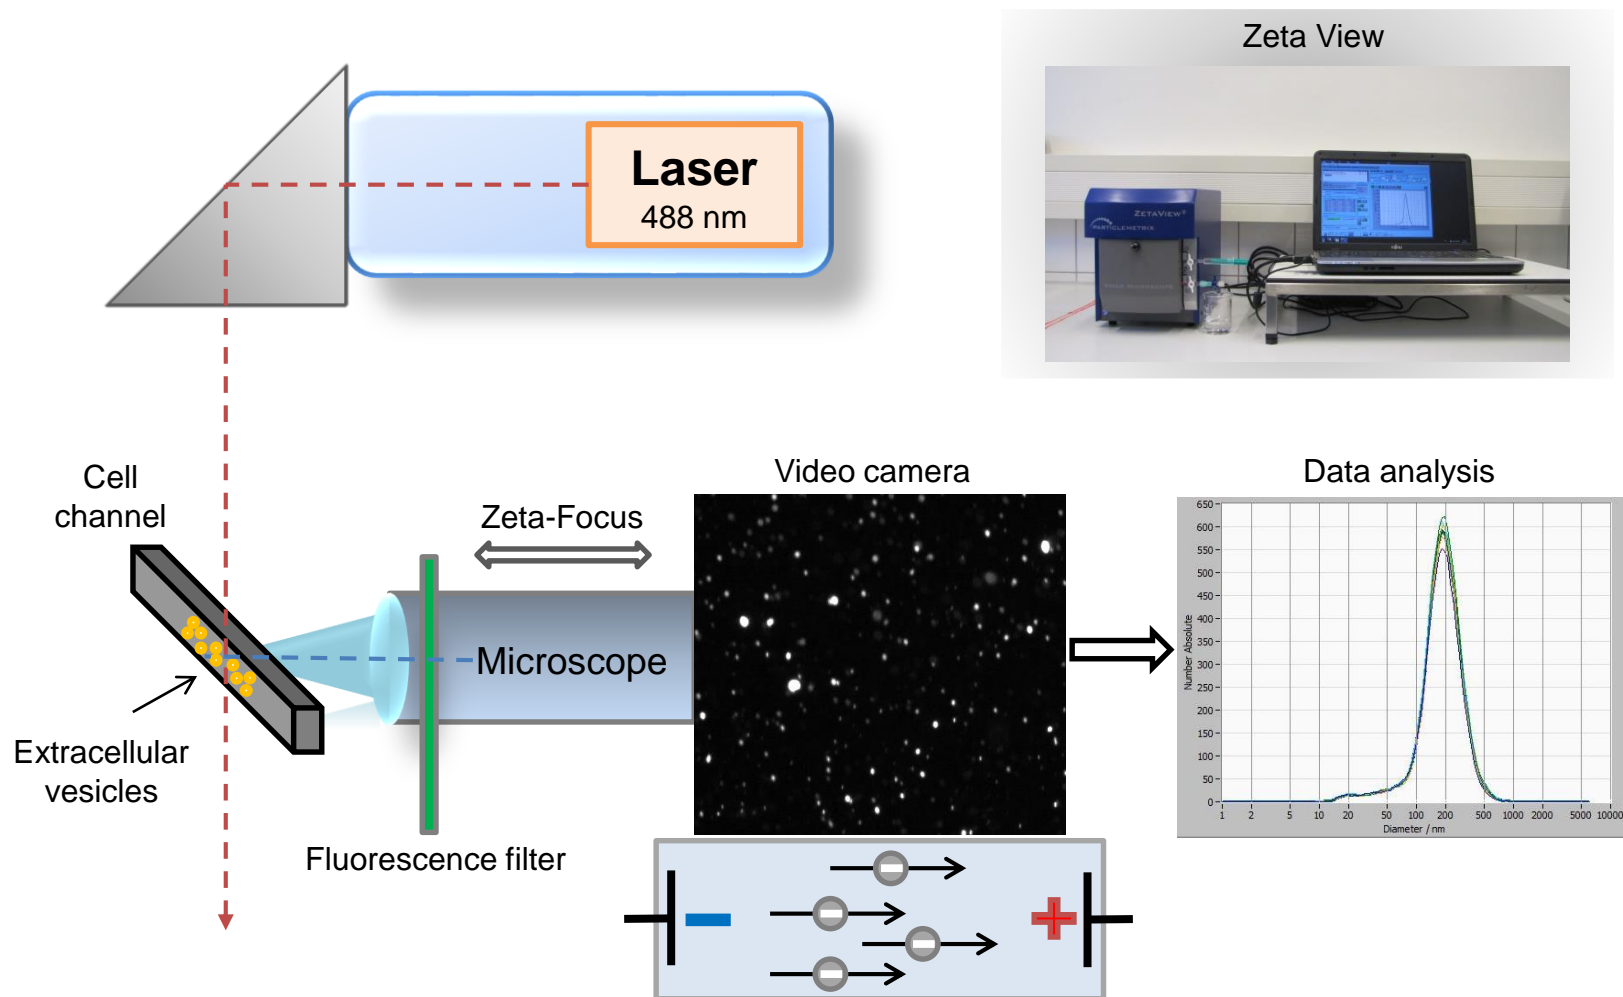 Zeta View
ZETAVIEW®
PARTICLEMETRIX
Laser
488 nm
Cell
channel
Zeta-Focus
Video camera
Data analysis
Microscope
Extracellular
vesicles
Fluorescence filter
650
600
550
500
450
400
350
300
250
200
150
100
50
0
Number Absolute
1 2 5 10 20 50 100 200 500 1000 2000 5000 10000
Diameter / nm